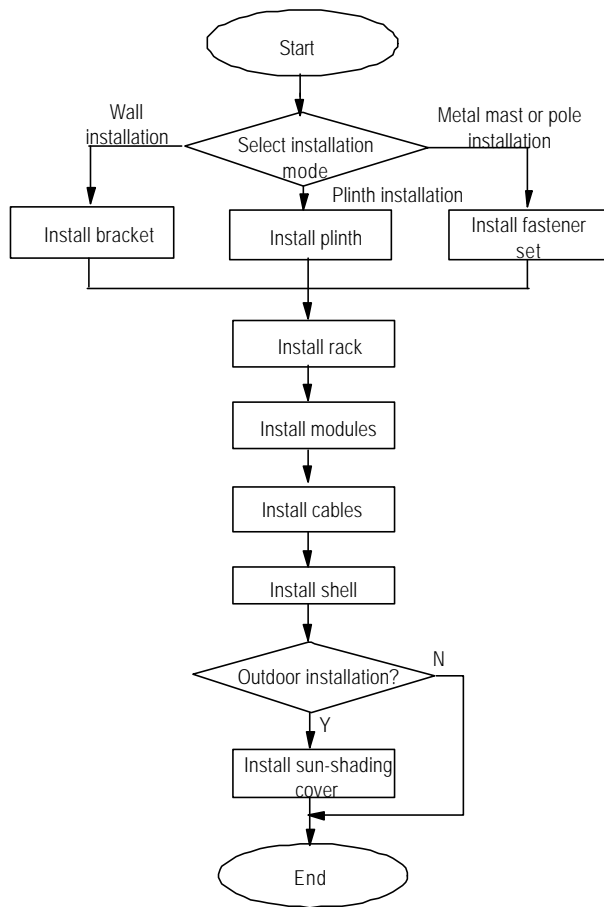 Start
Wall
installation
Metal mast or pole
installation
Select installation
mode
Plinth installation
Install bracket
Install plinth
Install fastener
set
Install rack
Install modules
Install cables
Install shell
Outdoor installation?
N
Y
Install sun-shading
cover
End